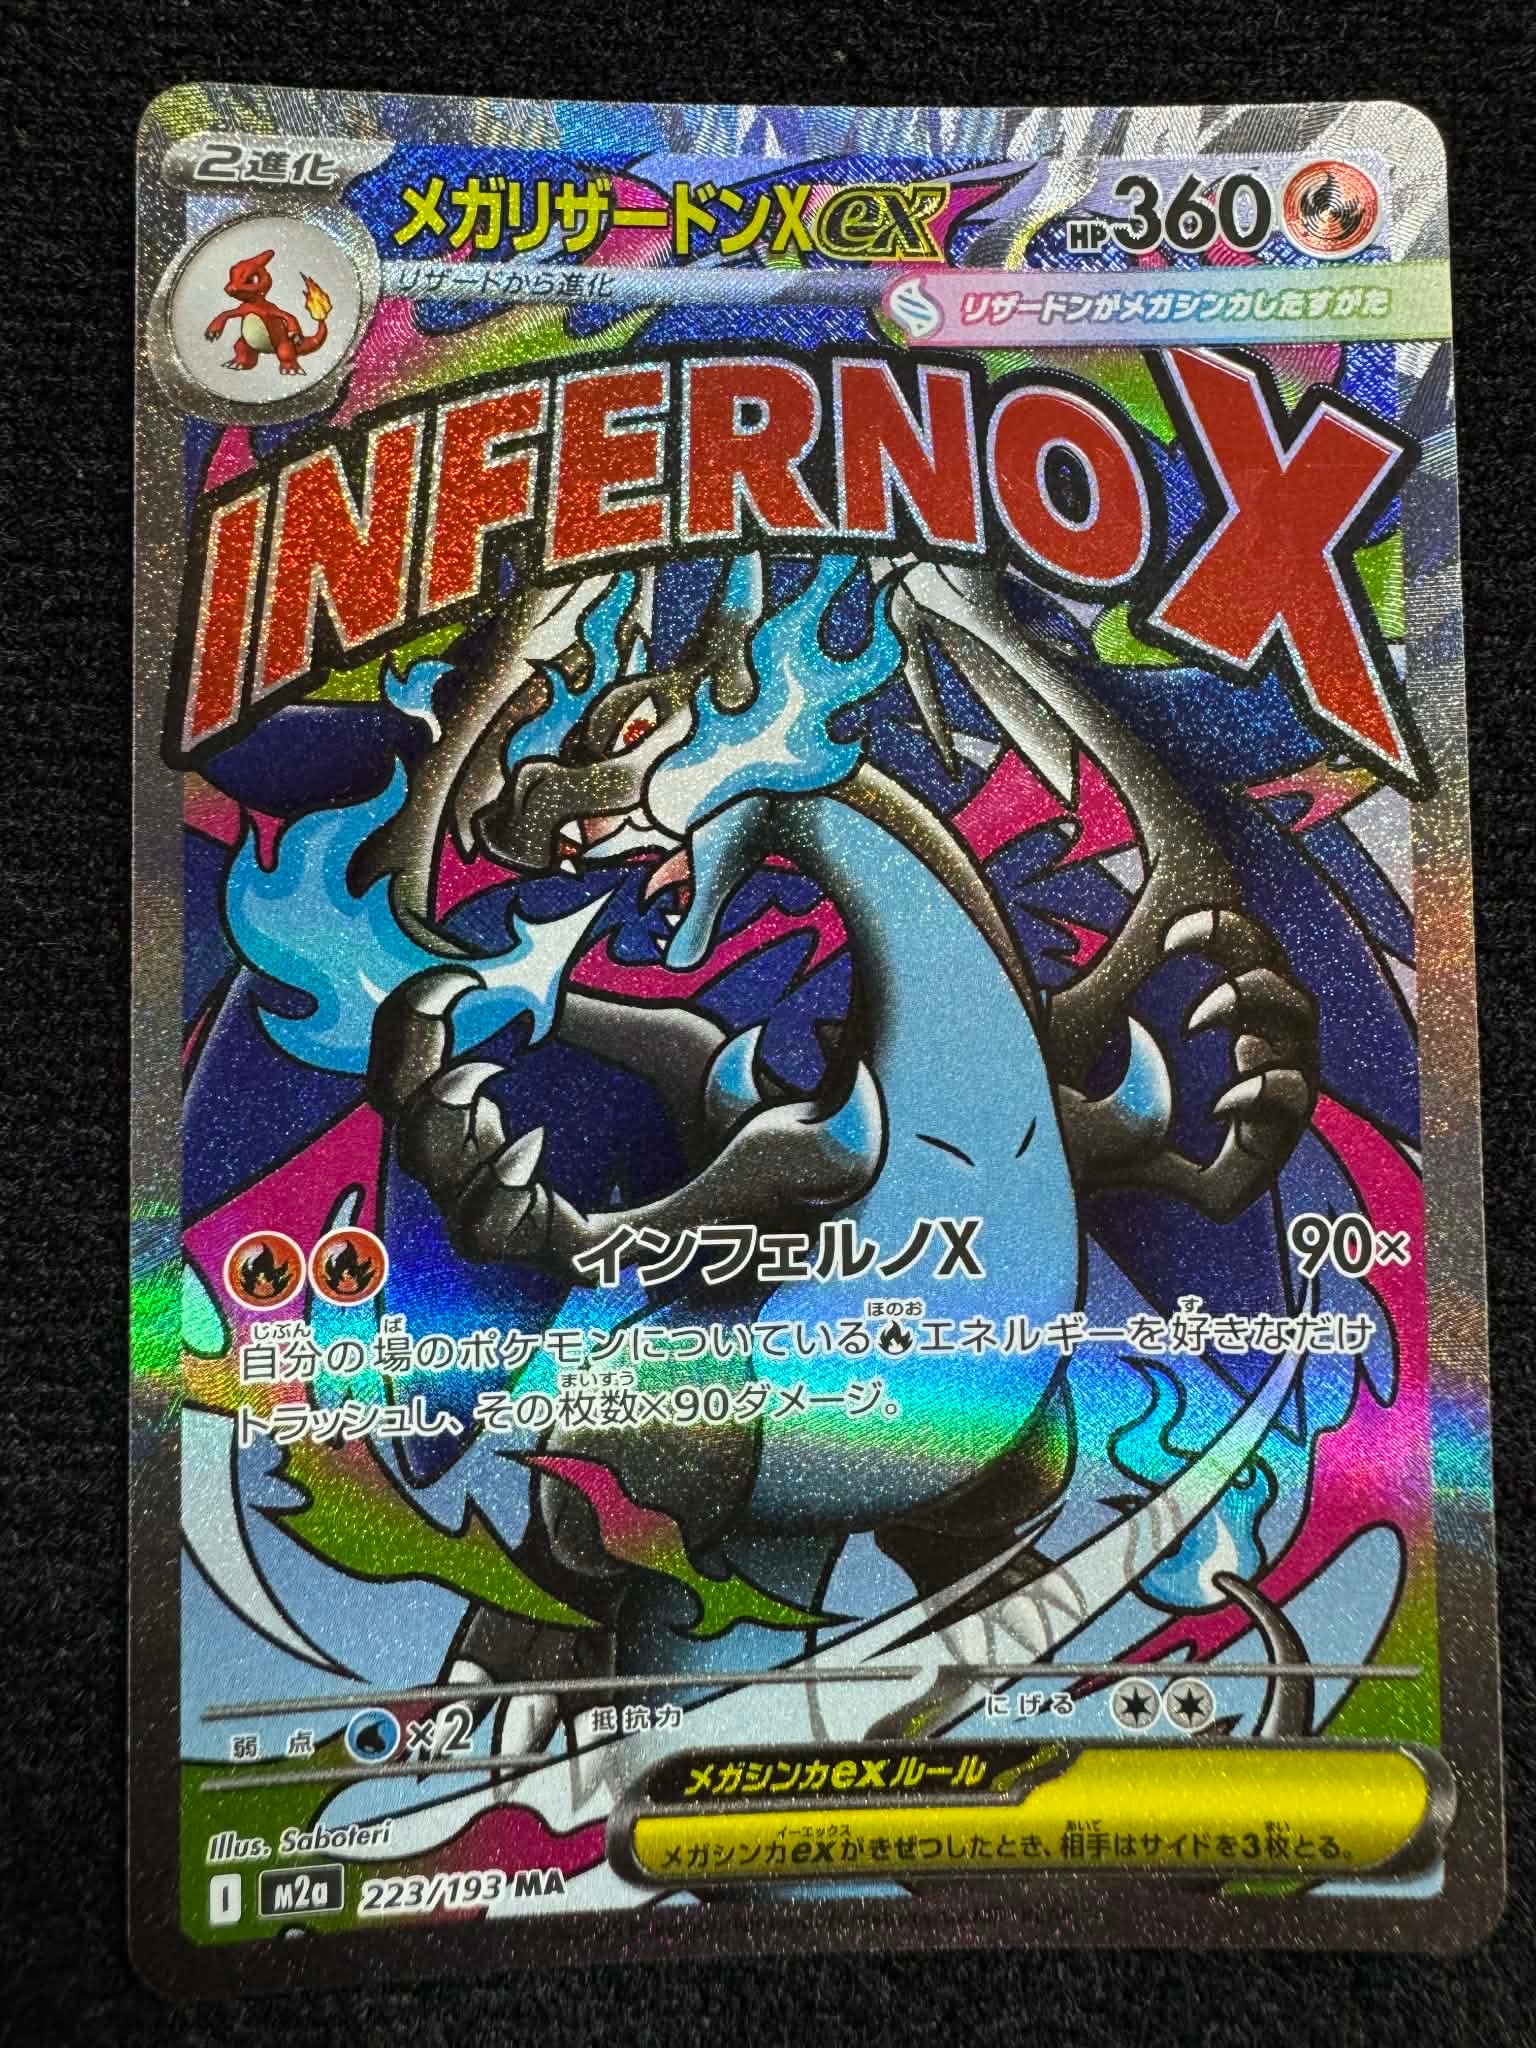 2進化
メガリザードンXex
HP 360
リザードから進化
リザードンがメガシンカしたすがた
INFERNO X
インフェルノX 90×
じぶん ば ほのお す
自分の場のポケモンについているエネルギーを好きなだけ
まいすう
トラッシュし、その枚数×90ダメージ。
弱点 ×2 抵抗力 にげる
メガシンカexルール
イーエックス あいて まい
メガシンカexがきぜつしたとき、相手はサイドを3枚とる。
Illus. Saboteri
I M2a 223/193 MA